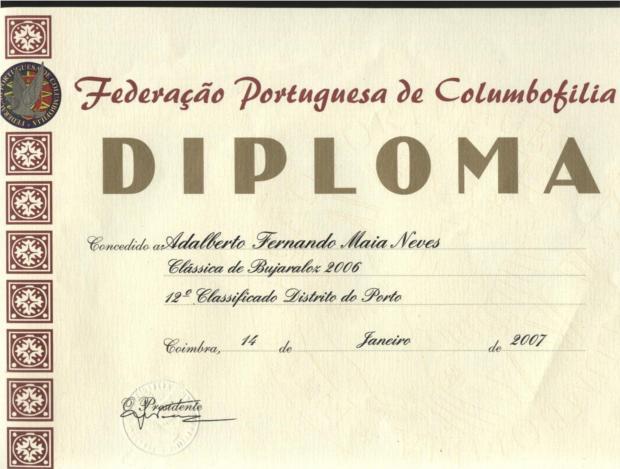 Federação Portuguesa de Columbofilia
DIPLOMA
Concedido a: Adalberto Fernando Maia Neves
Clássica de Bujaraloz 2006
12º Classificado Distrito do Porto
Coimbra, 14 de Janeiro de 2007
O Presidente